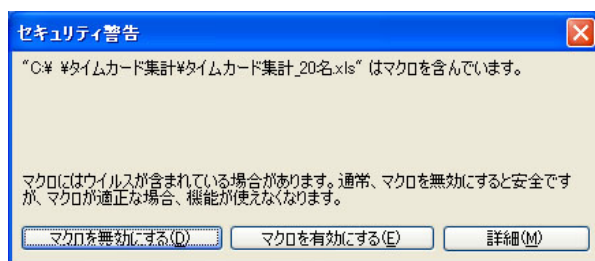 セキュリティ警告
"C:¥ ¥タイムカード集計¥タイムカード集計_20名.xls" はマクロを含んでいます。
マクロにはウイルスが含まれている場合があります。通常、マクロを無効にすると安全です
が、マクロが適正な場合、機能が使えなくなります。
マクロを無効にする(D) マクロを有効にする(E) 詳細(M)